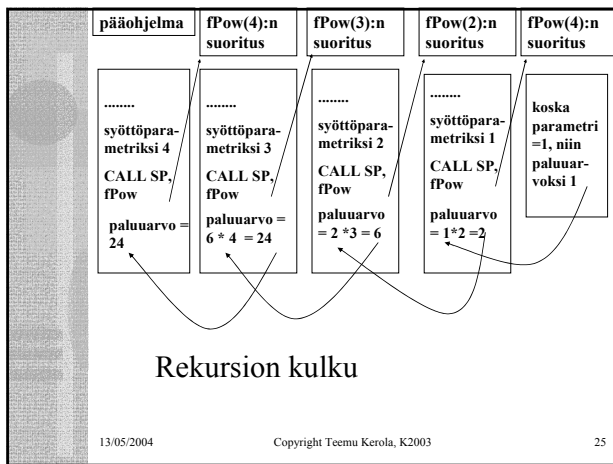 pääohjelma
fPow(4):n
suoritus
fPow(3):n
suoritus
fPow(2):n
suoritus
fPow(4):n
suoritus
........
syöttöpara-
metriksi 4
CALL SP,
fPow
paluuarvo =
24
........
syöttöpara-
metriksi 3
CALL SP,
fPow
paluuarvo =
6 * 4 = 24
........
syöttöpara-
metriksi 2
CALL SP,
fPow
paluuarvo
= 2 *3 = 6
........
syöttöpara-
metriksi 1
CALL SP,
fPow
paluuarvo
= 1*2 =2
koska
parametri
=1, niin
paluuar-
voksi 1
Rekursion kulku
13/05/2004
Copyright Teemu Kerola, K2003
25